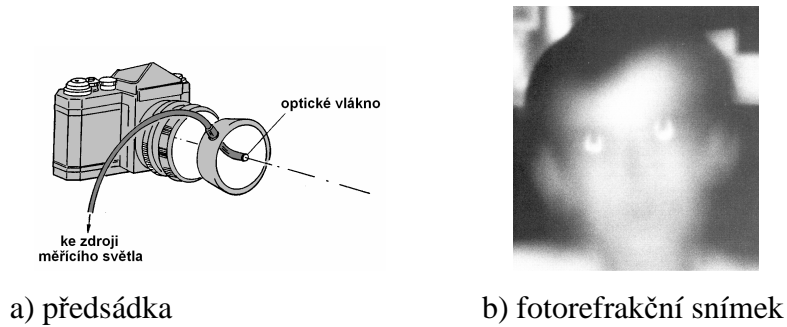 optické vlákno
ke zdroji
měřícího světla
a) předsádka
b) fotorefrakční snímek